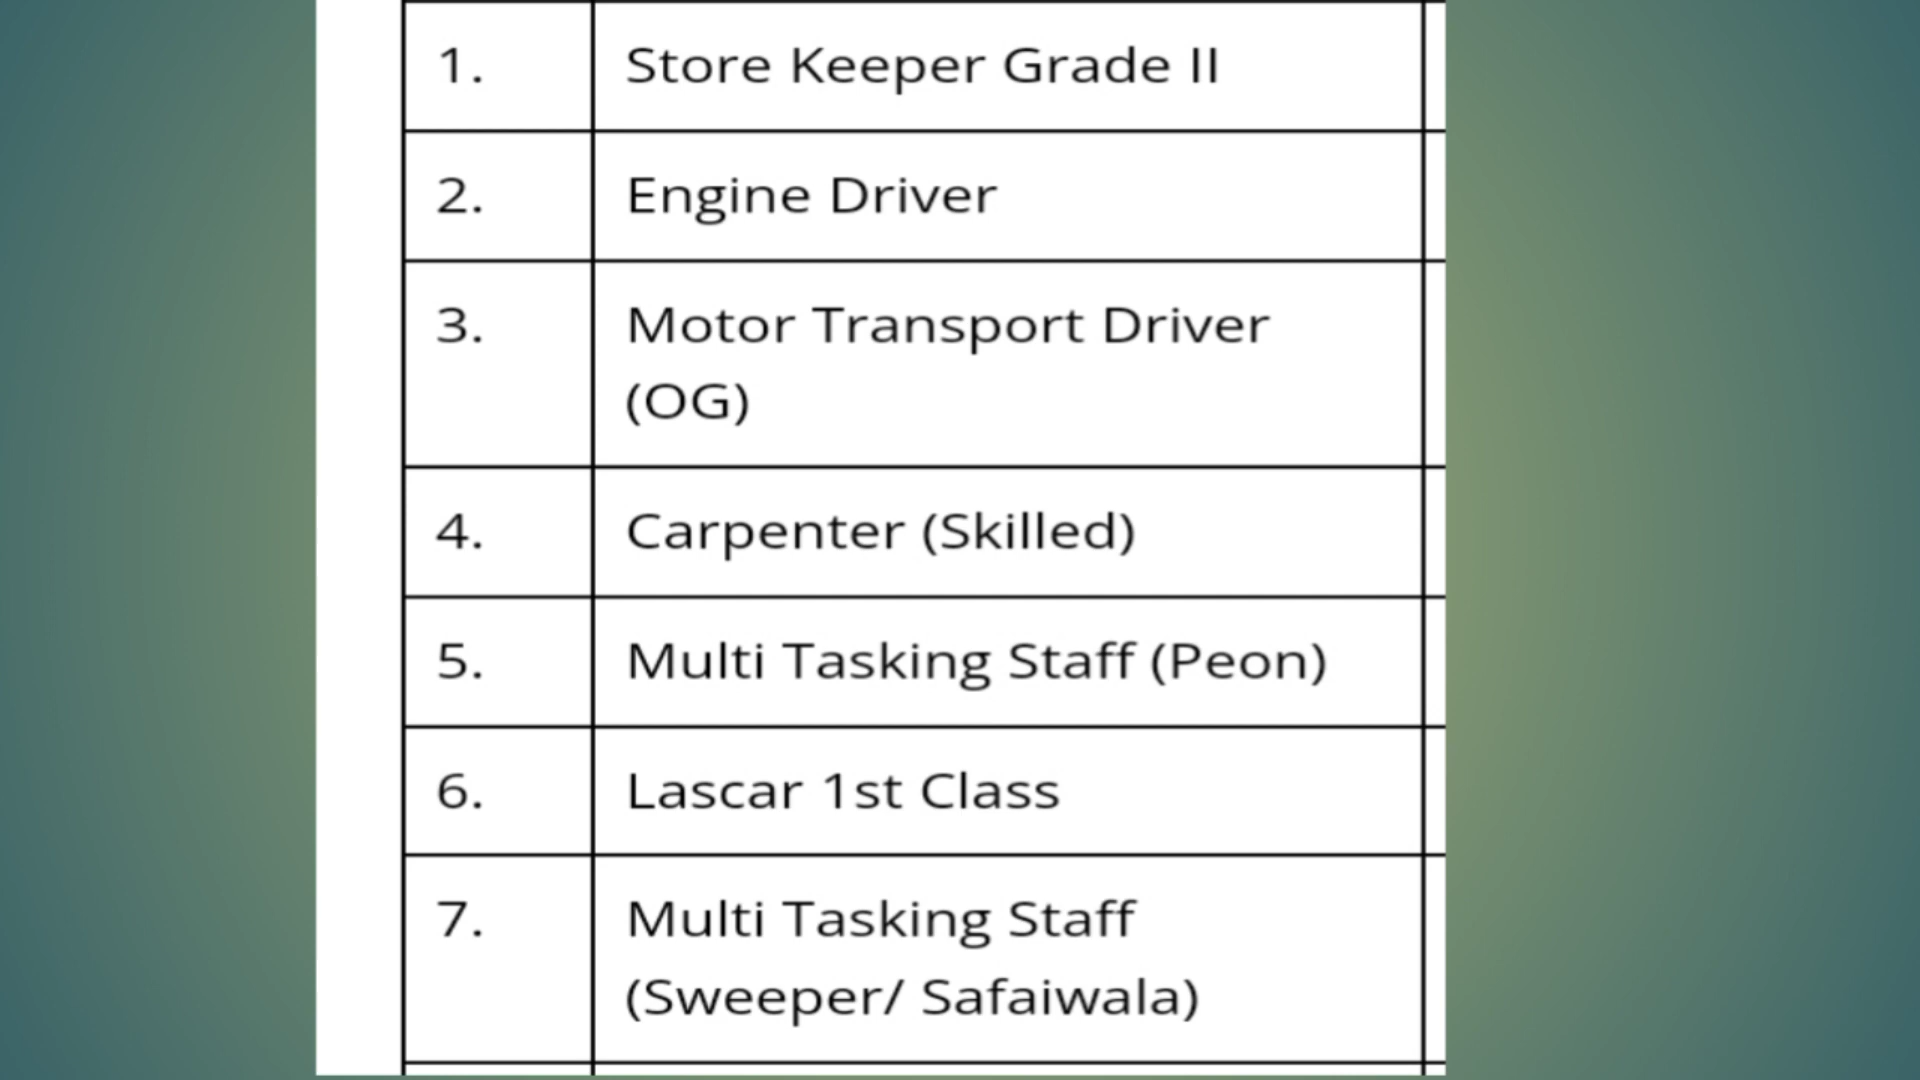 1. Store Keeper Grade II
2. Engine Driver
3. Motor Transport Driver
(OG)
4. Carpenter (Skilled)
5. Multi Tasking Staff (Peon)
6. Lascar 1st Class
7. Multi Tasking Staff
(Sweeper/ Safaiwala)